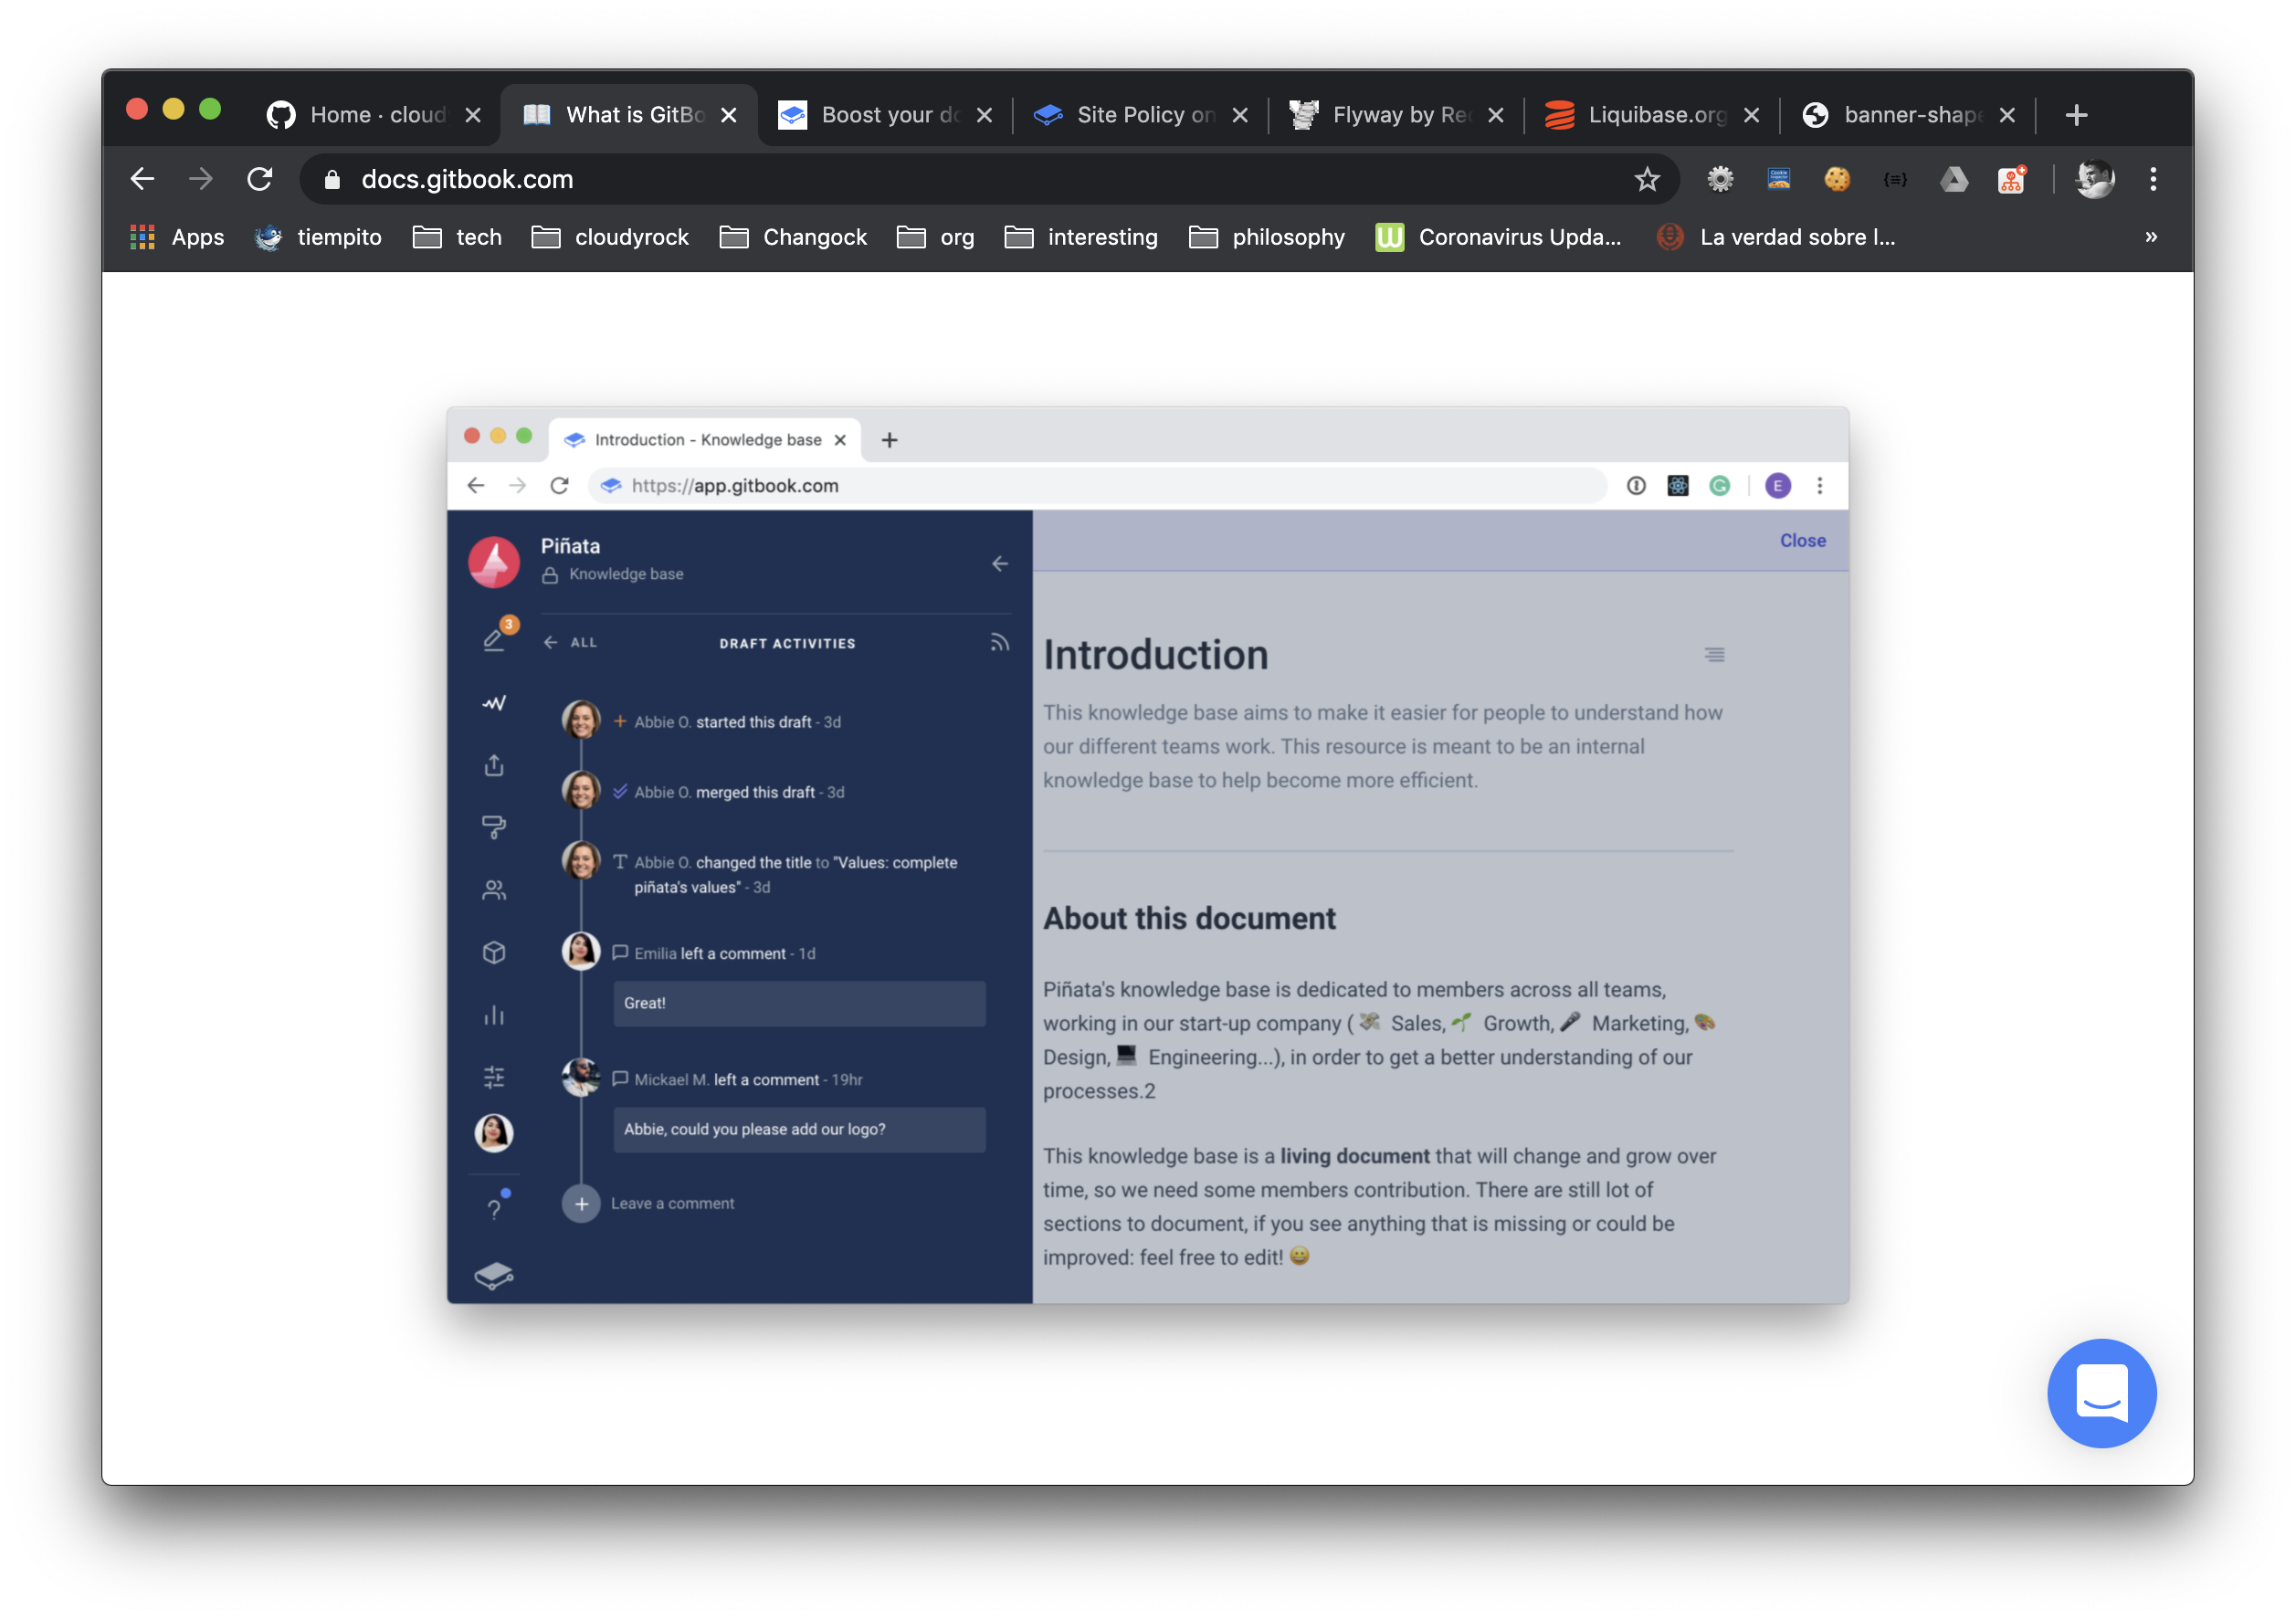 Home · cloud
What is GitBo
Boost your do
Site Policy on
Flyway by Re
Liquibase.org
banner-shape
docs.gitbook.com
Apps
tiempito
tech
cloudyrock
Changock
org
interesting
philosophy
Coronavirus Upda...
La verdad sobre l...
»
Introduction - Knowledge base
https://app.gitbook.com
E
Piñata
Knowledge base
Close
3
ALL
DRAFT ACTIVITIES
Abbie O. started this draft - 3d
Abbie O. merged this draft - 3d
Abbie O. changed the title to "Values: complete
piñata's values" - 3d
Emilia left a comment - 1d
Great!
Mickael M. left a comment - 19hr
Abbie, could you please add our logo?
Leave a comment
Introduction
This knowledge base aims to make it easier for people to understand how
our different teams work. This resource is meant to be an internal
knowledge base to help become more efficient.
About this document
Piñata's knowledge base is dedicated to members across all teams,
working in our start-up company (💸 Sales, 🌱 Growth, 🎤 Marketing, 🎨
Design, 💻 Engineering...), in order to get a better understanding of our
processes.2
This knowledge base is a living document that will change and grow over
time, so we need some members contribution. There are still lot of
sections to document, if you see anything that is missing or could be
improved: feel free to edit! 😀